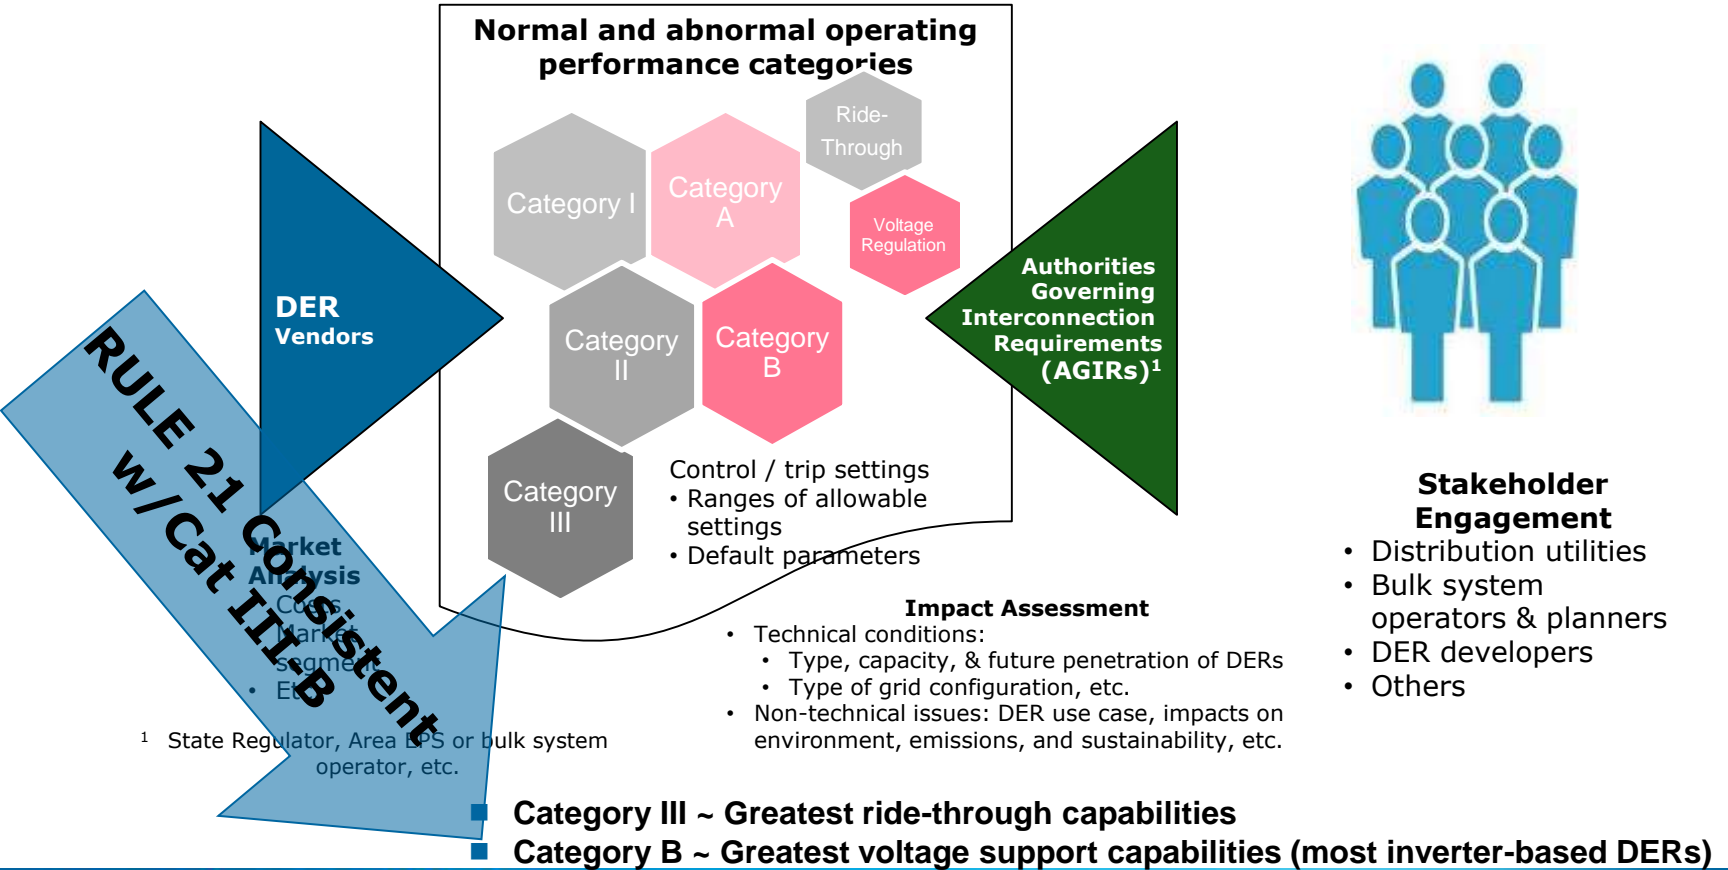 Normal and abnormal operating
performance categories
Ride-
Through
Category I
Category
A
Voltage
Regulation
Category
II
Category
B
Category
III
DER
Vendors
Authorities
Governing
Interconnection
Requirements
(AGIRs)¹
Control / trip settings
• Ranges of allowable
settings
• Default parameters
RULE 21 Consistent
w/Cat III-B
Market
Analysis
Costs
Market
segment
• Etc.
Impact Assessment
• Technical conditions:
• Type, capacity, & future penetration of DERs
• Type of grid configuration, etc.
• Non-technical issues: DER use case, impacts on
environment, emissions, and sustainability, etc.
Stakeholder
Engagement
• Distribution utilities
• Bulk system
operators & planners
• DER developers
• Others
¹ State Regulator, Area EPS or bulk system
operator, etc.
■ Category III ~ Greatest ride-through capabilities
■ Category B ~ Greatest voltage support capabilities (most inverter-based DERs)